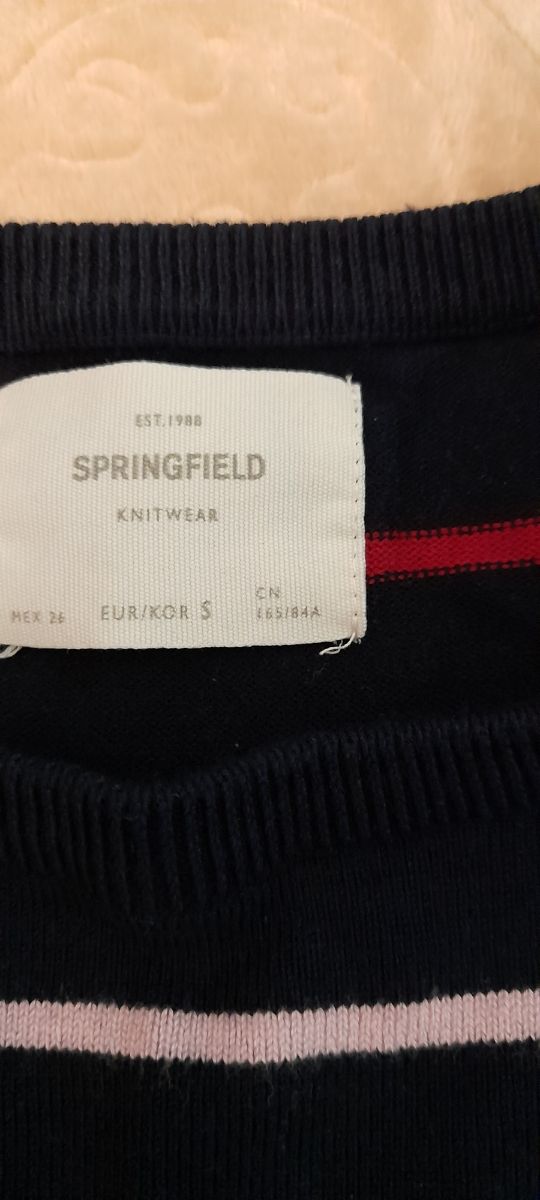 EST. 1988
SPRINGFIELD
KNITWEAR
MEX 26 EUR/KOR S CN 165/84A